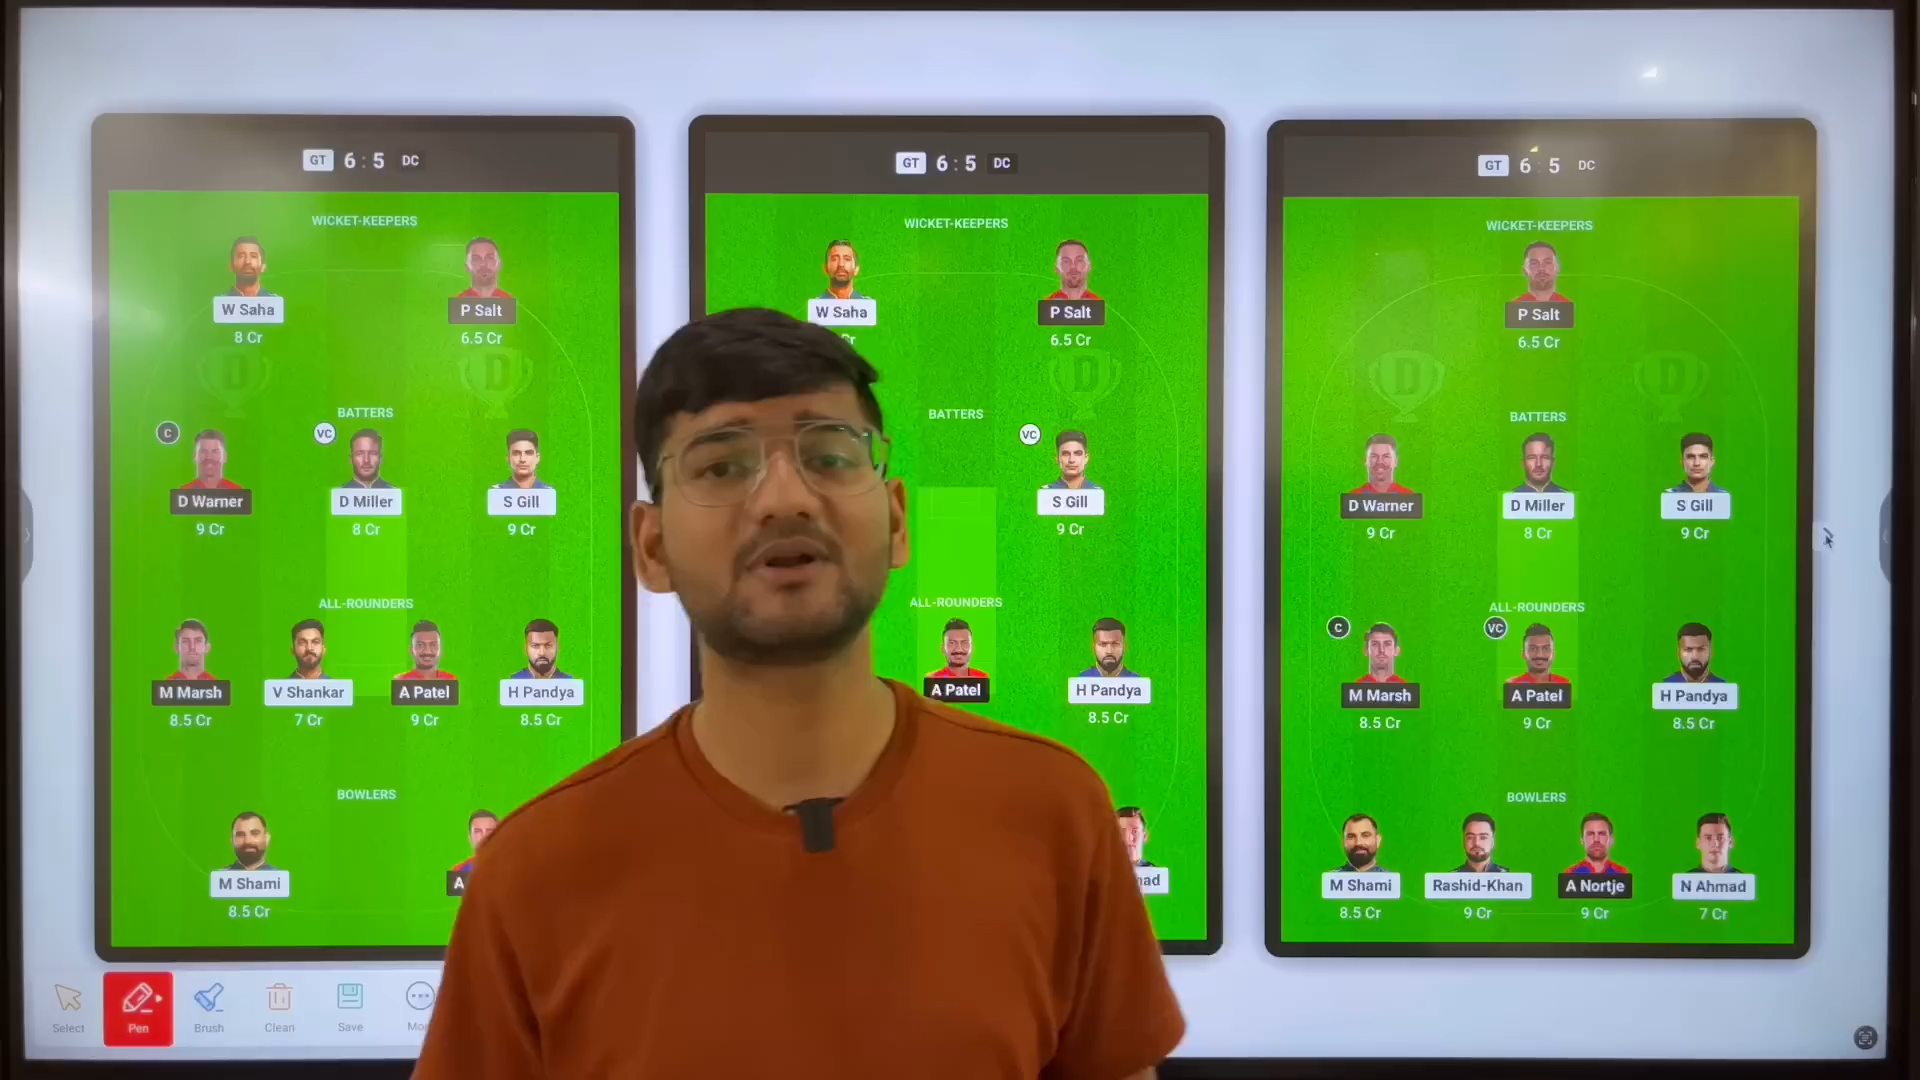 GT 6 : 5 DC
WICKET-KEEPERS
W Saha P Salt
8 Cr 6.5 Cr
BATTERS
C VC
D Warner D Miller S Gill
9 Cr 8 Cr 9 Cr
ALL-ROUNDERS
M Marsh V Shankar A Patel H Pandya
8.5 Cr 7 Cr 9 Cr 8.5 Cr
BOWLERS
M Shami A
8.5 Cr
GT 6 : 5 DC
WICKET-KEEPERS
W Saha P Salt
Cr 6.5 Cr
BATTERS
VC
S Gill
9 Cr
ALL-ROUNDERS
A Patel H Pandya
8.5 Cr
GT 6 5 DC
WICKET-KEEPERS
P Salt
6.5 Cr
BATTERS
D Warner D Miller S Gill
9 Cr 8 Cr 9 Cr
ALL-ROUNDERS
C VC
M Marsh A Patel H Pandya
8.5 Cr 9 Cr 8.5 Cr
BOWLERS
M Shami Rashid-Khan A Nortje N Ahmad
8.5 Cr 9 Cr 9 Cr 7 Cr
Select Pen Brush Clean Save